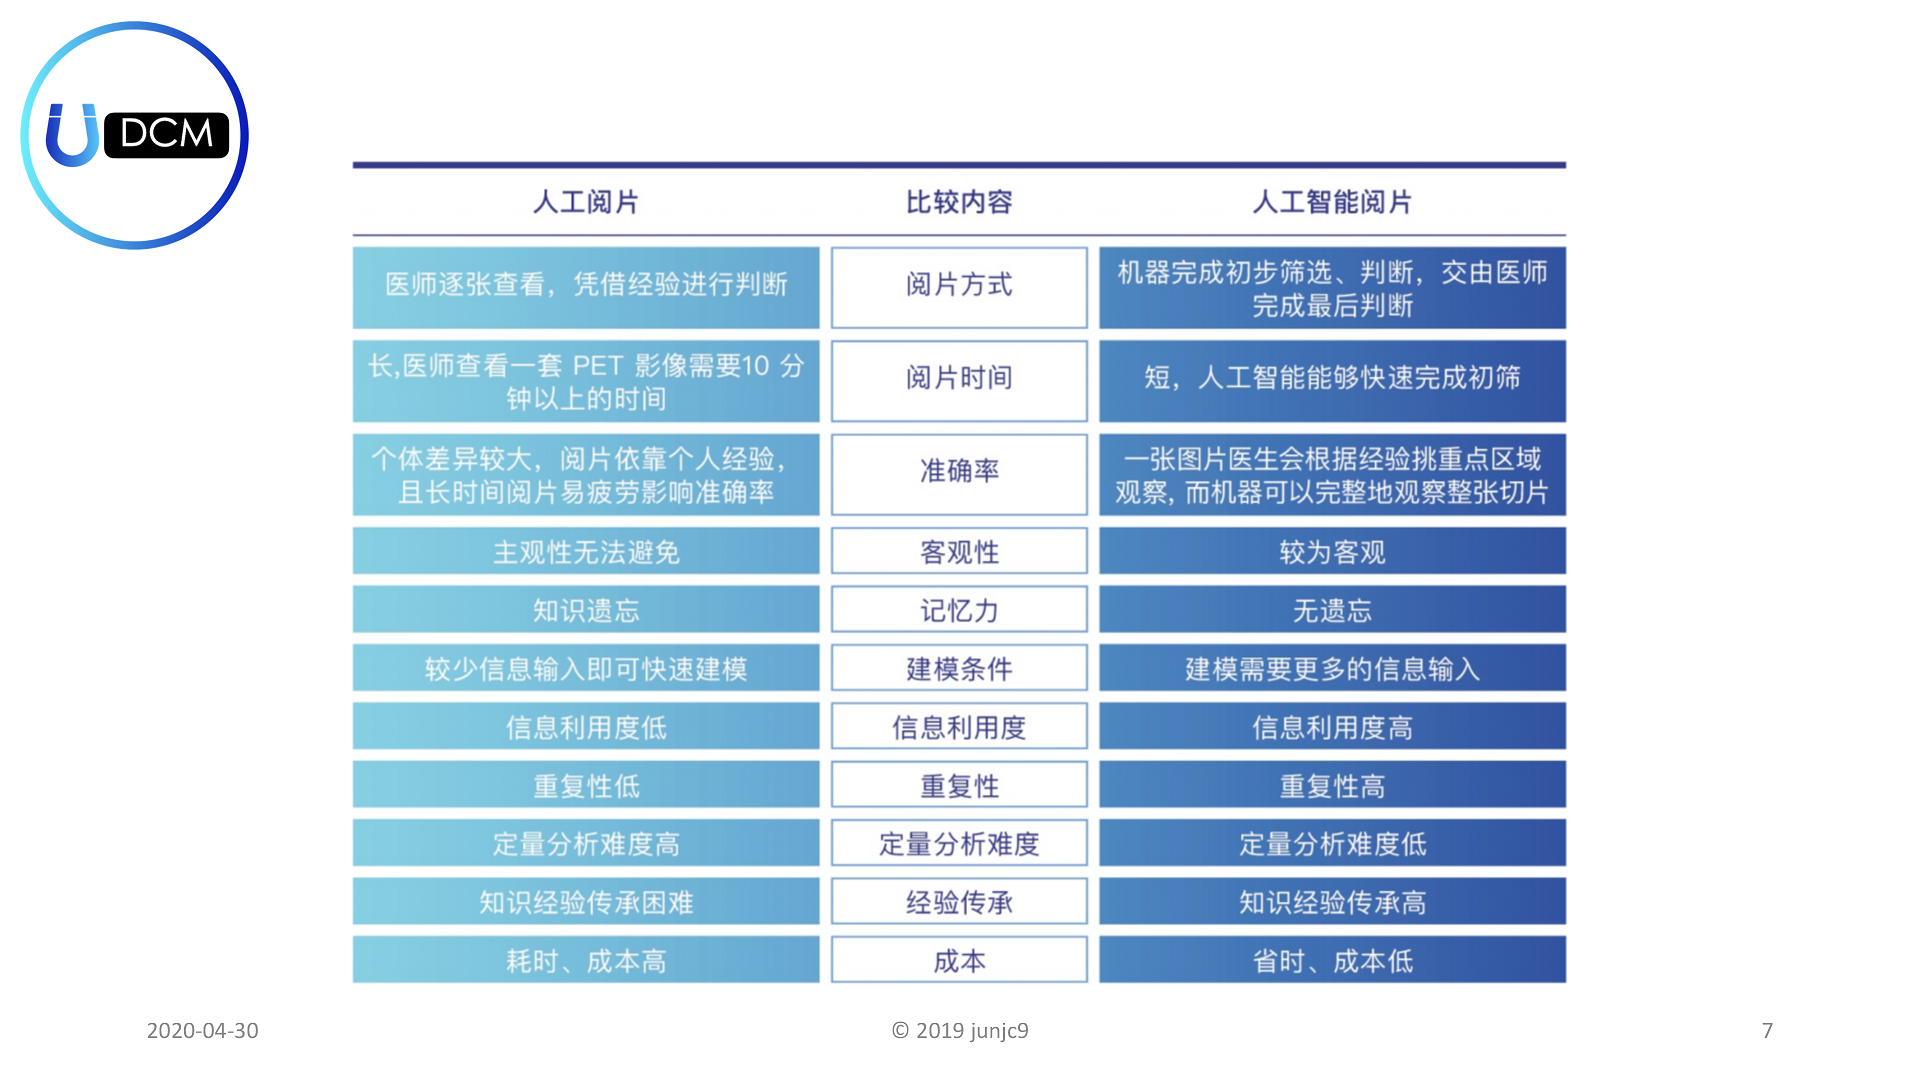 U DCM
人工阅片 比较内容 人工智能阅片
医师逐张查看，凭借经验进行判断 阅片方式 机器完成初步筛选、判断，交由医师
完成最后判断
长,医师查看一套 PET 影像需要10 分
钟以上的时间
阅片时间
短，人工智能能够快速完成初筛
个体差异较大，阅片依靠个人经验，
且长时间阅片易疲劳影响准确率
准确率
一张图片医生会根据经验挑重点区域
观察, 而机器可以完整地观察整张切片
主观性无法避免 客观性 较为客观
知识遗忘 记忆力 无遗忘
较少信息输入即可快速建模 建模条件 建模需要更多的信息输入
信息利用度低 信息利用度 信息利用度高
重复性低 重复性 重复性高
定量分析难度高 定量分析难度 定量分析难度低
知识经验传承困难 经验传承 知识经验传承高
耗时、成本高 成本 省时、成本低
2020-04-30 © 2019 junjc9 7